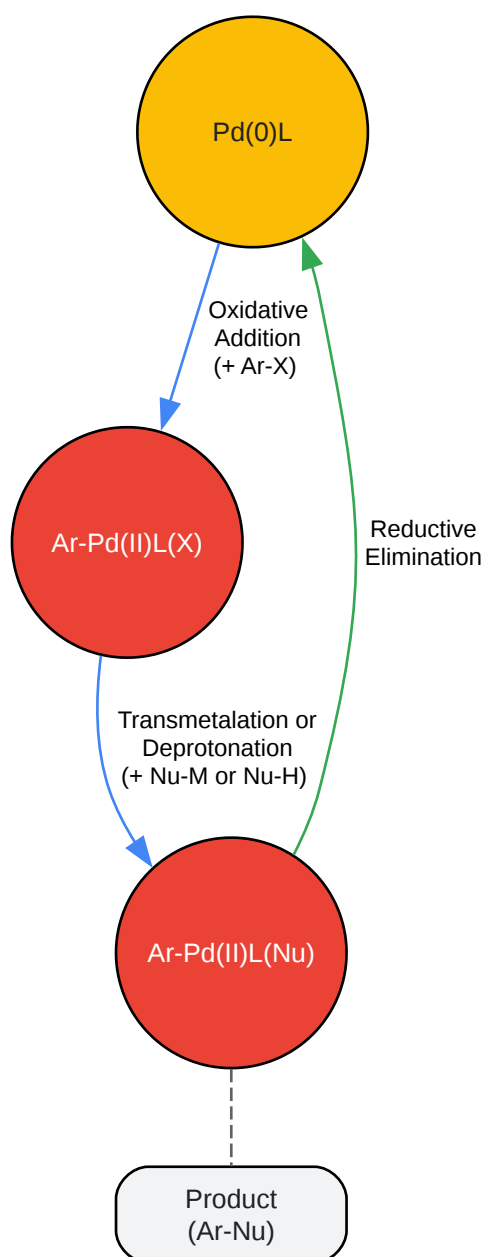 Pd(0)L
Oxidative
Addition
(+ Ar-X)
Ar-Pd(II)L(X)
Reductive
Elimination
Transmetalation or
Deprotonation
(+ Nu-M or Nu-H)
Ar-Pd(II)L(Nu)
Product
(Ar-Nu)